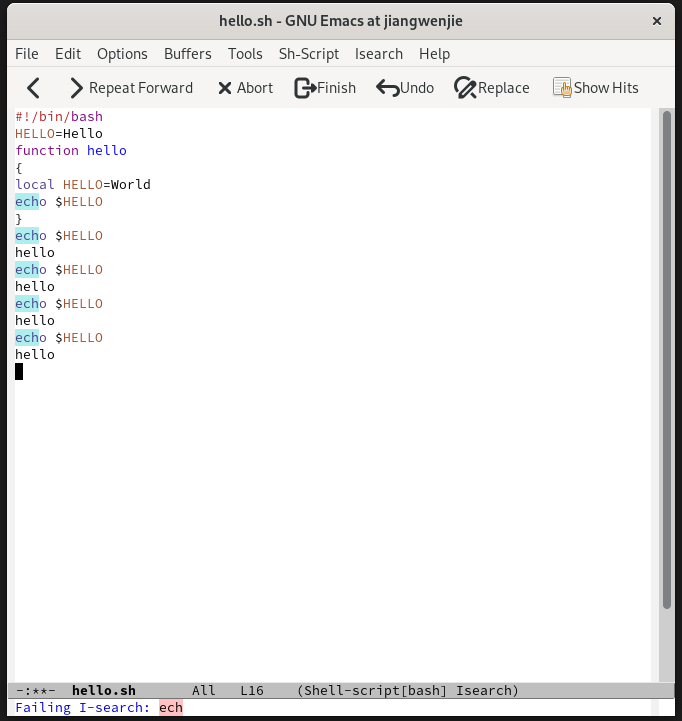 hello.sh - GNU Emacs at jiangwenjie ×
File Edit Options Buffers Tools Sh-Script Isearch Help
Repeat Forward Abort Finish Undo Replace Show Hits
#!/bin/bash
HELLO=Hello
function hello
{
local HELLO=World
echo $HELLO
}
echo $HELLO
hello
echo $HELLO
hello
echo $HELLO
hello
echo $HELLO
hello
-:**- hello.sh All L16 (Shell-script[bash] Isearch)
Failing I-search: ech